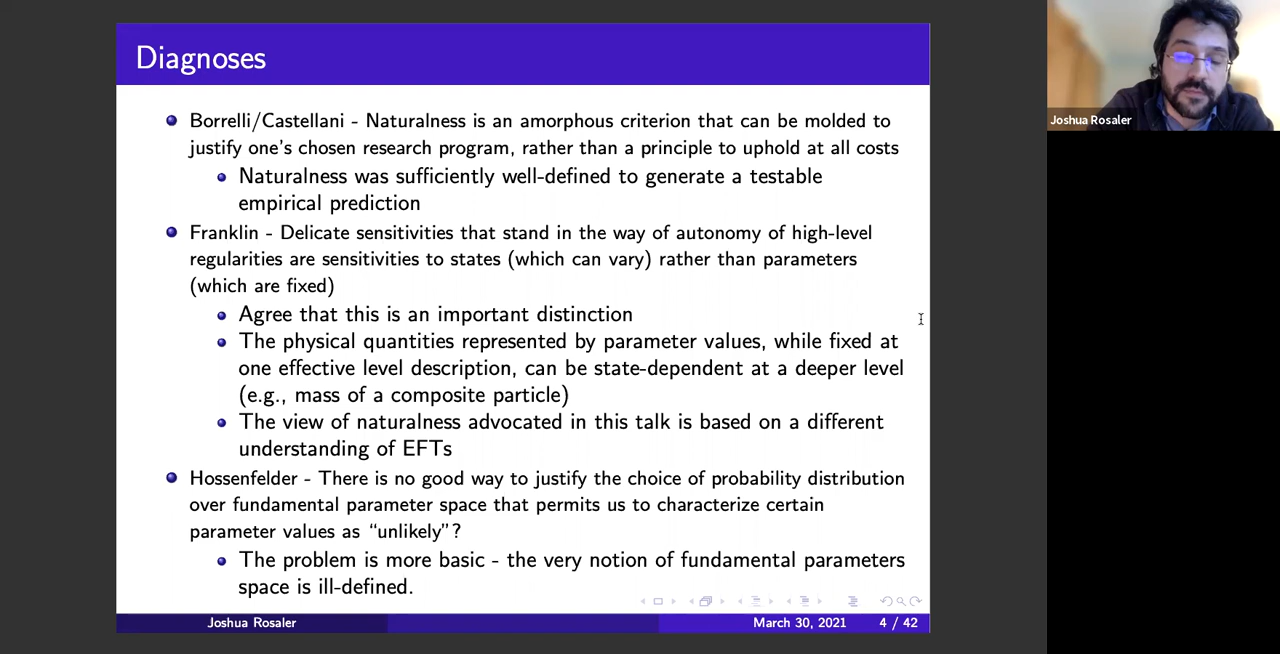 Diagnoses
Borrelli/Castellani - Naturalness is an amorphous criterion that can be molded to
justify one's chosen research program, rather than a principle to uphold at all costs
Naturalness was sufficiently well-defined to generate a testable
empirical prediction
Franklin - Delicate sensitivities that stand in the way of autonomy of high-level
regularities are sensitivities to states (which can vary) rather than parameters
(which are fixed)
Agree that this is an important distinction
The physical quantities represented by parameter values, while fixed at
one effective level description, can be state-dependent at a deeper level
(e.g., mass of a composite particle)
The view of naturalness advocated in this talk is based on a different
understanding of EFTs
Hossenfelder - There is no good way to justify the choice of probability distribution
over fundamental parameter space that permits us to characterize certain
parameter values as “unlikely”?
The problem is more basic - the very notion of fundamental parameters
space is ill-defined.
Joshua Rosaler
March 30, 2021
4 / 42
Joshua Rosaler